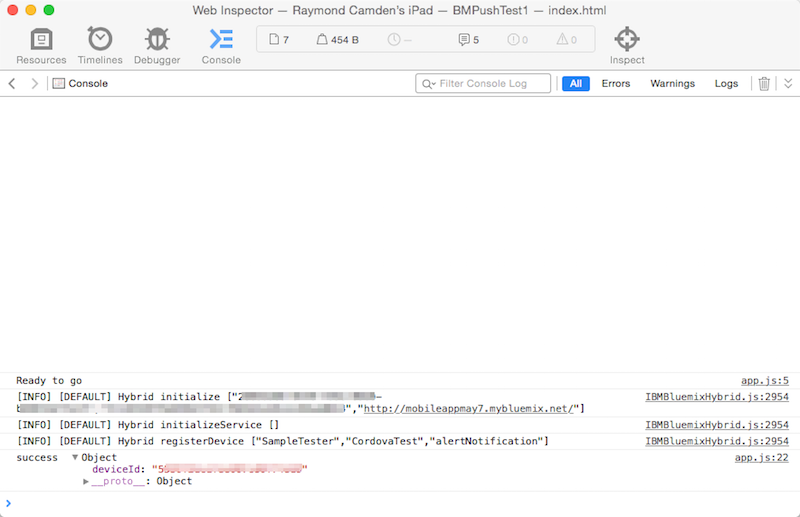 Web Inspector — Raymond Camden's iPad — BMPushTest1 — index.html
Resources Timelines Debugger Console 7 454 B — 5 0 0 Inspect
Console Filter Console Log All Errors Warnings Logs
Ready to go app.js:5
[INFO] [DEFAULT] Hybrid initialize ["2 IBMBluemixHybrid.js:2954
","http://mobileappmay7.mybluemix.net/"]
[INFO] [DEFAULT] Hybrid initializeService [] IBMBluemixHybrid.js:2954
[INFO] [DEFAULT] Hybrid registerDevice ["SampleTester","CordovaTest","alertNotification"] IBMBluemixHybrid.js:2954
success ▼Object app.js:22
deviceId: "
▶__proto__: Object